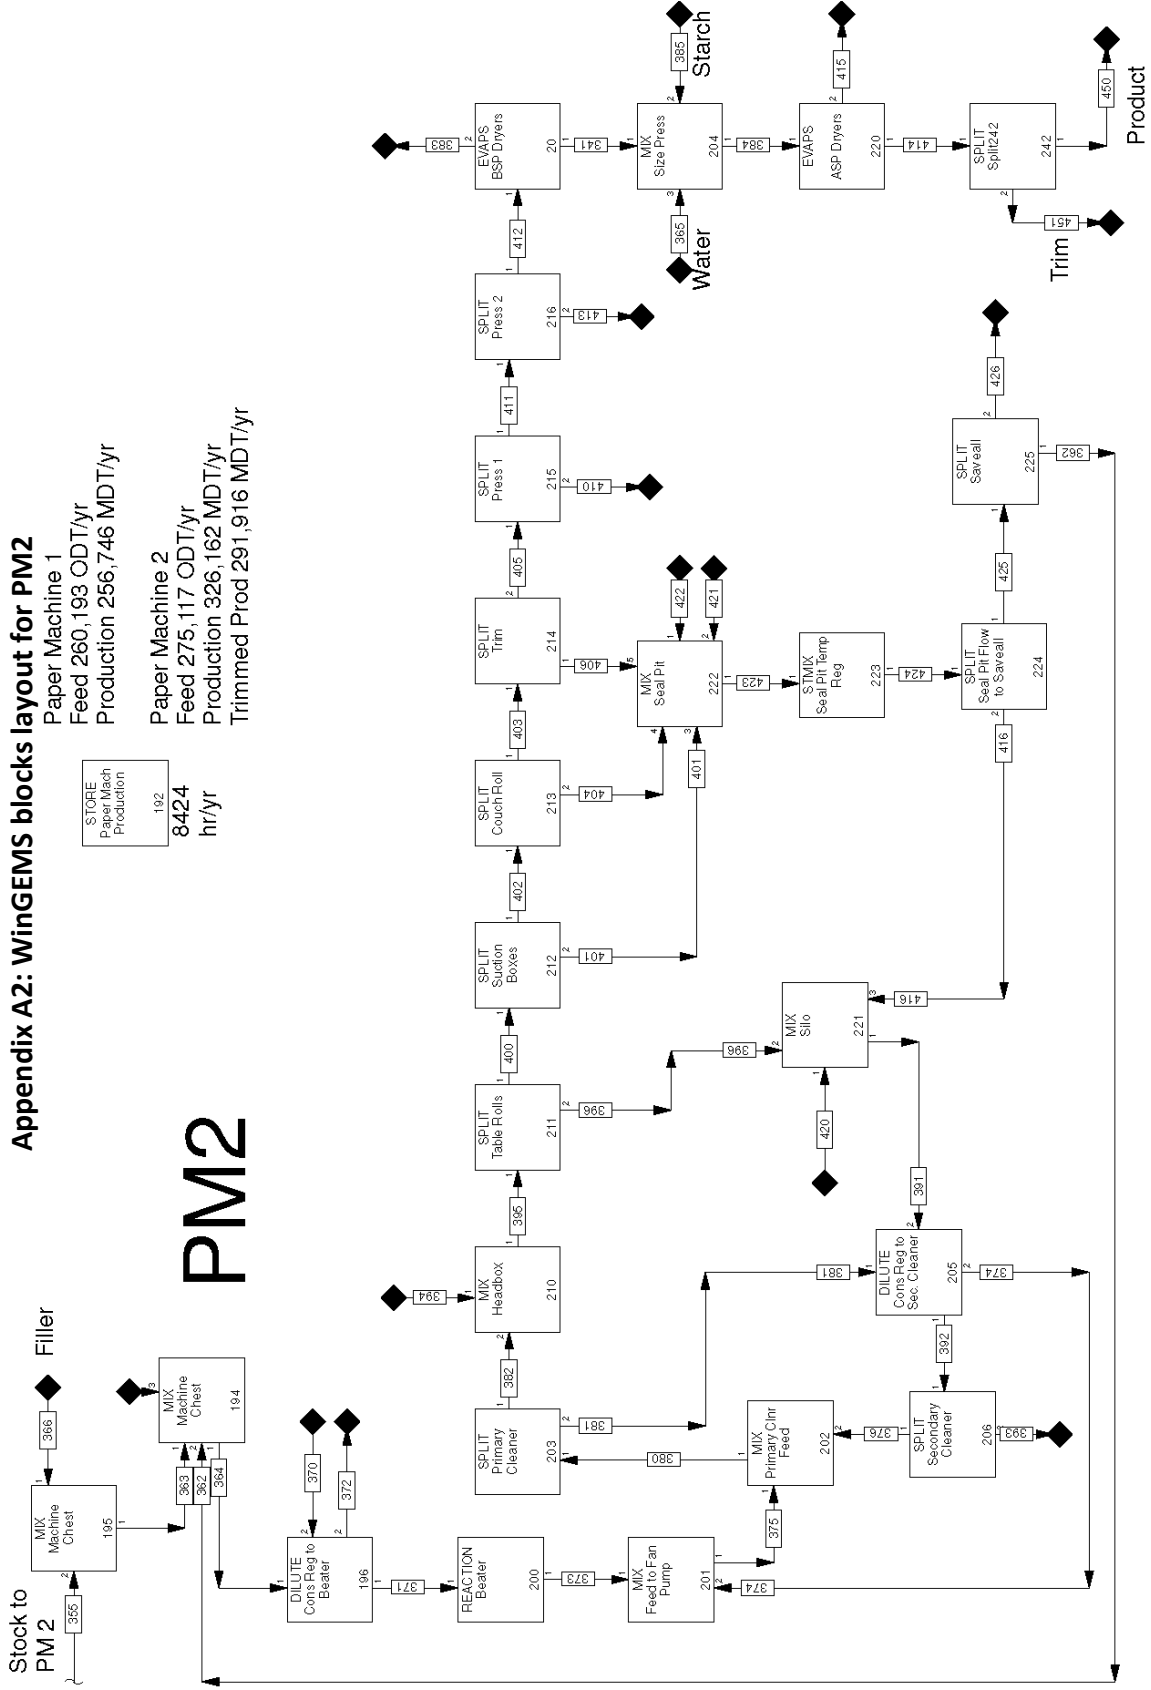 Appendix A2: WinGEMS blocks layout for PM2
Paper Machine 1
Feed 260,193 ODT/yr
Production 256,746 MDT/yr
Paper Machine 2
Feed 275,117 ODT/yr
Production 326,162 MDT/yr
Trimmed Prod 291,916 MDT/yr
STORE
Paper Mach
Production
192
8424
hr/yr
PM2
Stock to
PM 2
355
Filler
366
MIX
Machine
Chest
195
363
362
364
MIX
Machine
Chest
194
370
372
DILUTE
Cons Reg to
Beater
196
371
REACTION
Beater
200
373
MIX
Feed to Fan
Pump
201
375
374
MIX
Primary Clnr
Feed
202
380
376
SPLIT
Primary
Cleaner
203
382
381
394
MIX
Headbox
210
395
SPLIT
Table Rolls
211
400
396
SPLIT
Suction
Boxes
212
402
401
SPLIT
Couch Roll
213
403
404
SPLIT
Trim
214
405
406
SPLIT
Press 1
215
411
410
SPLIT
Press 2
216
412
413
EVAPS
BSP Dryers
20
383
341
MIX
Size Press
204
365
Water
385
Starch
384
EVAPS
ASP Dryers
220
415
414
SPLIT
Split242
242
451
Trim
450
Product
MIX
Seal Pit
222
401
422
421
423
STMIX
Seal Pit Temp
Reg
223
424
SPLIT
Seal Pit Flow
to Saveall
224
416
425
SPLIT
Saveall
225
426
362
416
MIX
Silo
221
396
420
391
DILUTE
Cons Reg to
Sec. Cleaner
205
381
374
392
SPLIT
Secondary
Cleaner
206
393